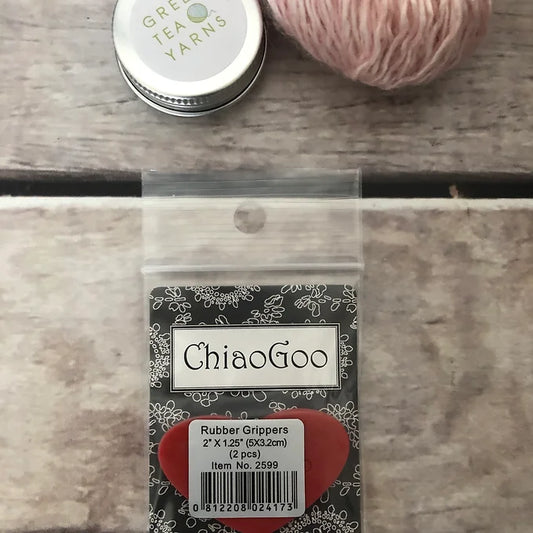 GREEN
TEA
YARNS
ChiaoGoo
Rubber Grippers
2" X 1.25" (5X3.2cm)
(2 pcs)
Item No. 2599
0 812208 024173